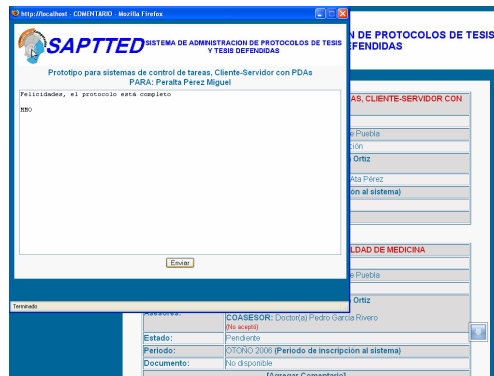 http://localhost - COMENTARIO - Mozilla Firefox
SAPTTED
SISTEMA DE ADMINISTRACION DE PROTOCOLOS DE TESIS
Y TESIS DEFENDIDAS
Prototipo para sistemas de control de tareas, Cliente-Servidor con PDAs
PARA: Peralta Pérez Miguel
Felicidades, el protocolo está completo
Enviar
Terminado
N DE PROTOCOLOS DE TESIS
EFENDIDAS
AS, CLIENTE-SERVIDOR CON
e Puebla
ción
Ortiz
Ata Pérez
ión al sistema)
LDAD DE MEDICINA
e Puebla
Ortiz
Asesores:
COASESOR: Doctor(a) Pedro García Rivero
(No aceptó)
Estado: Pendiente
Periodo: OTOÑO 2006 (Periodo de inscripción al sistema)
Documento: No disponible
[Agregar Comentario]